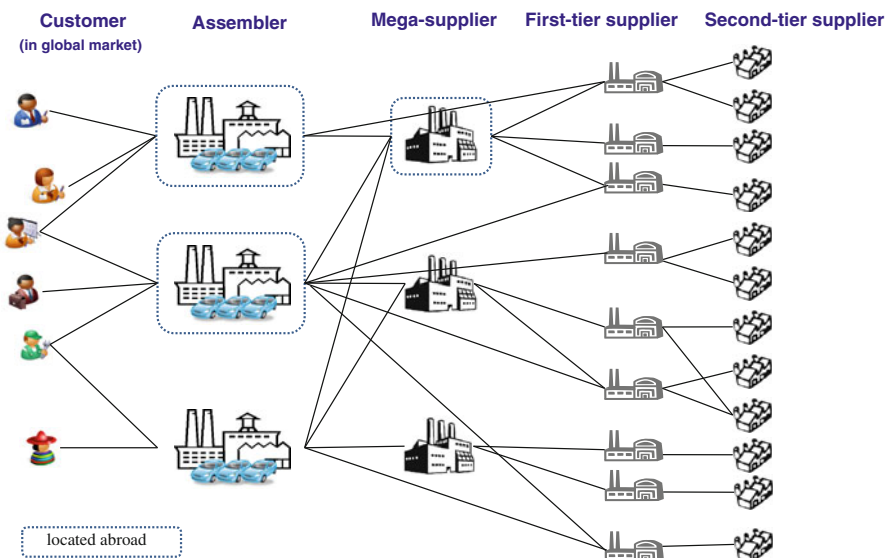 Customer
(in global market)
Assembler
Mega-supplier
First-tier supplier
Second-tier supplier
located abroad